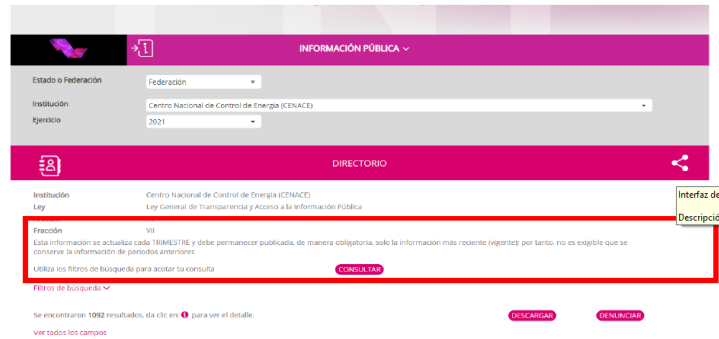 INFORMACIÓN PÚBLICA
Estado o Federación
Federación
Institución
Centro Nacional de Control de Energía (CENACE)
Ejercicio
2021
DIRECTORIO
Institución
Centro Nacional de Control de Energía (CENACE)
Ley
Ley General de Transparencia y Acceso a la Información Pública
Interfaz de
Descripció
Fracción
VII
Esta información se actualiza cada TRIMESTRE y debe permanecer publicada, de manera obligatoria, solo la información más reciente (vigente); por tanto, no es exigible que se
conserve la información de periodos anteriores
Utiliza los filtros de búsqueda para acotar tu consulta
CONSULTAR
Filtros de búsqueda
Se encontraron 1092 resultados, da clic en i para ver el detalle.
DESCARGAR
DENUNCIAR
Ver todos los campos